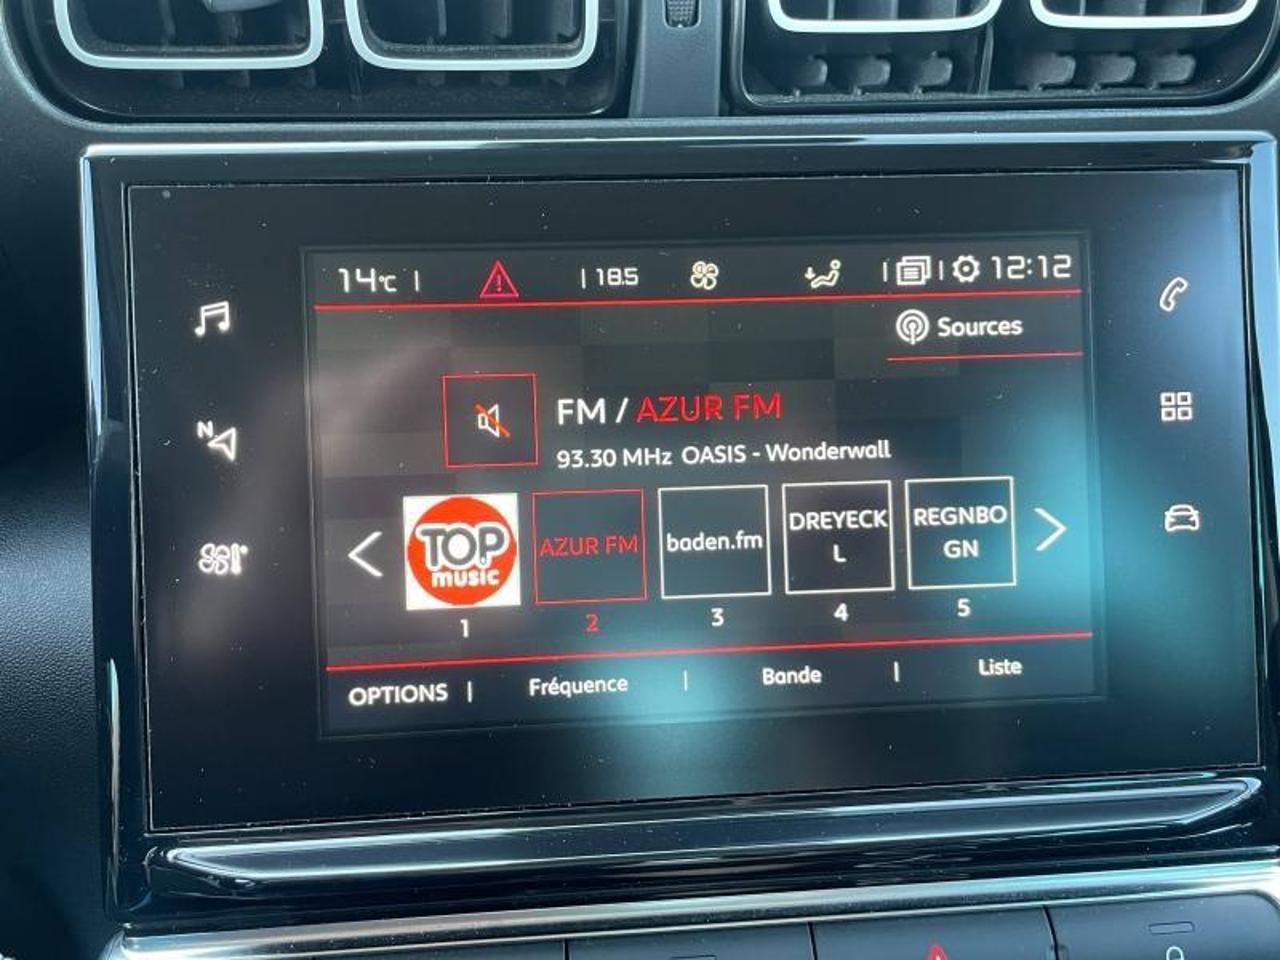 14°C | | 18.5 | | 12:12
Sources
FM / AZUR FM
93.30 MHz OASIS - Wonderwall
N
TOP
music
AZUR FM
baden.fm
DREYECK
L
REGNBO
GN
1 2 3 4 5
OPTIONS | Fréquence | Bande | Liste